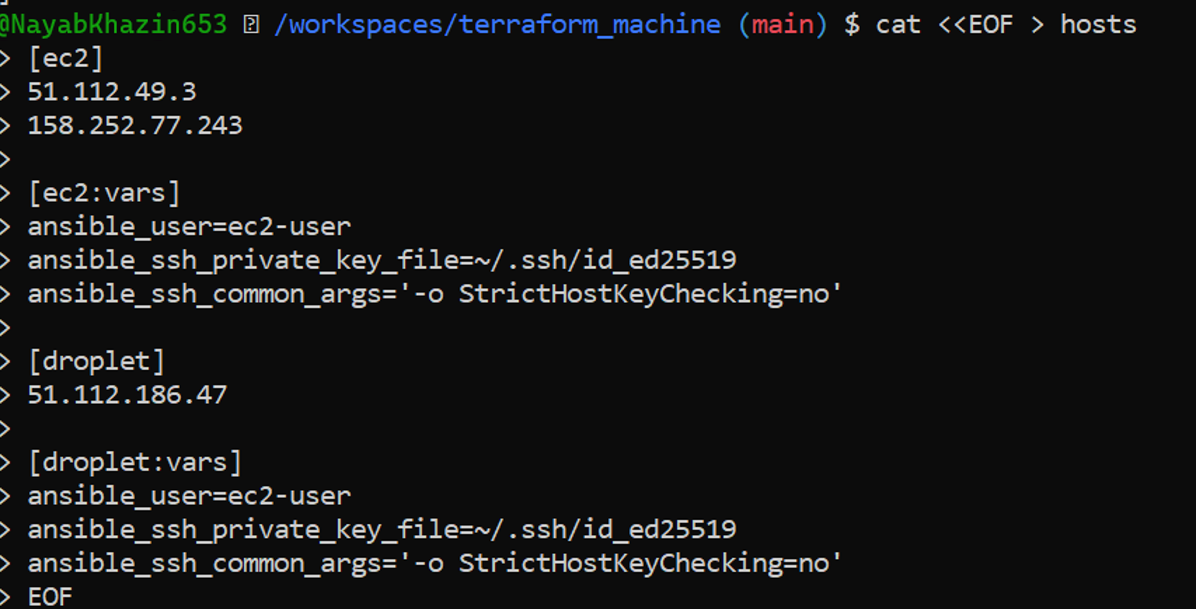 @NayabKhazin653 /workspaces/terraform_machine (main) $ cat <<EOF > hosts
> [ec2]
> 51.112.49.3
> 158.252.77.243
>
> [ec2:vars]
> ansible_user=ec2-user
> ansible_ssh_private_key_file=~/.ssh/id_ed25519
> ansible_ssh_common_args='-o StrictHostKeyChecking=no'
>
> [droplet]
> 51.112.186.47
>
> [droplet:vars]
> ansible_user=ec2-user
> ansible_ssh_private_key_file=~/.ssh/id_ed25519
> ansible_ssh_common_args='-o StrictHostKeyChecking=no'
> EOF